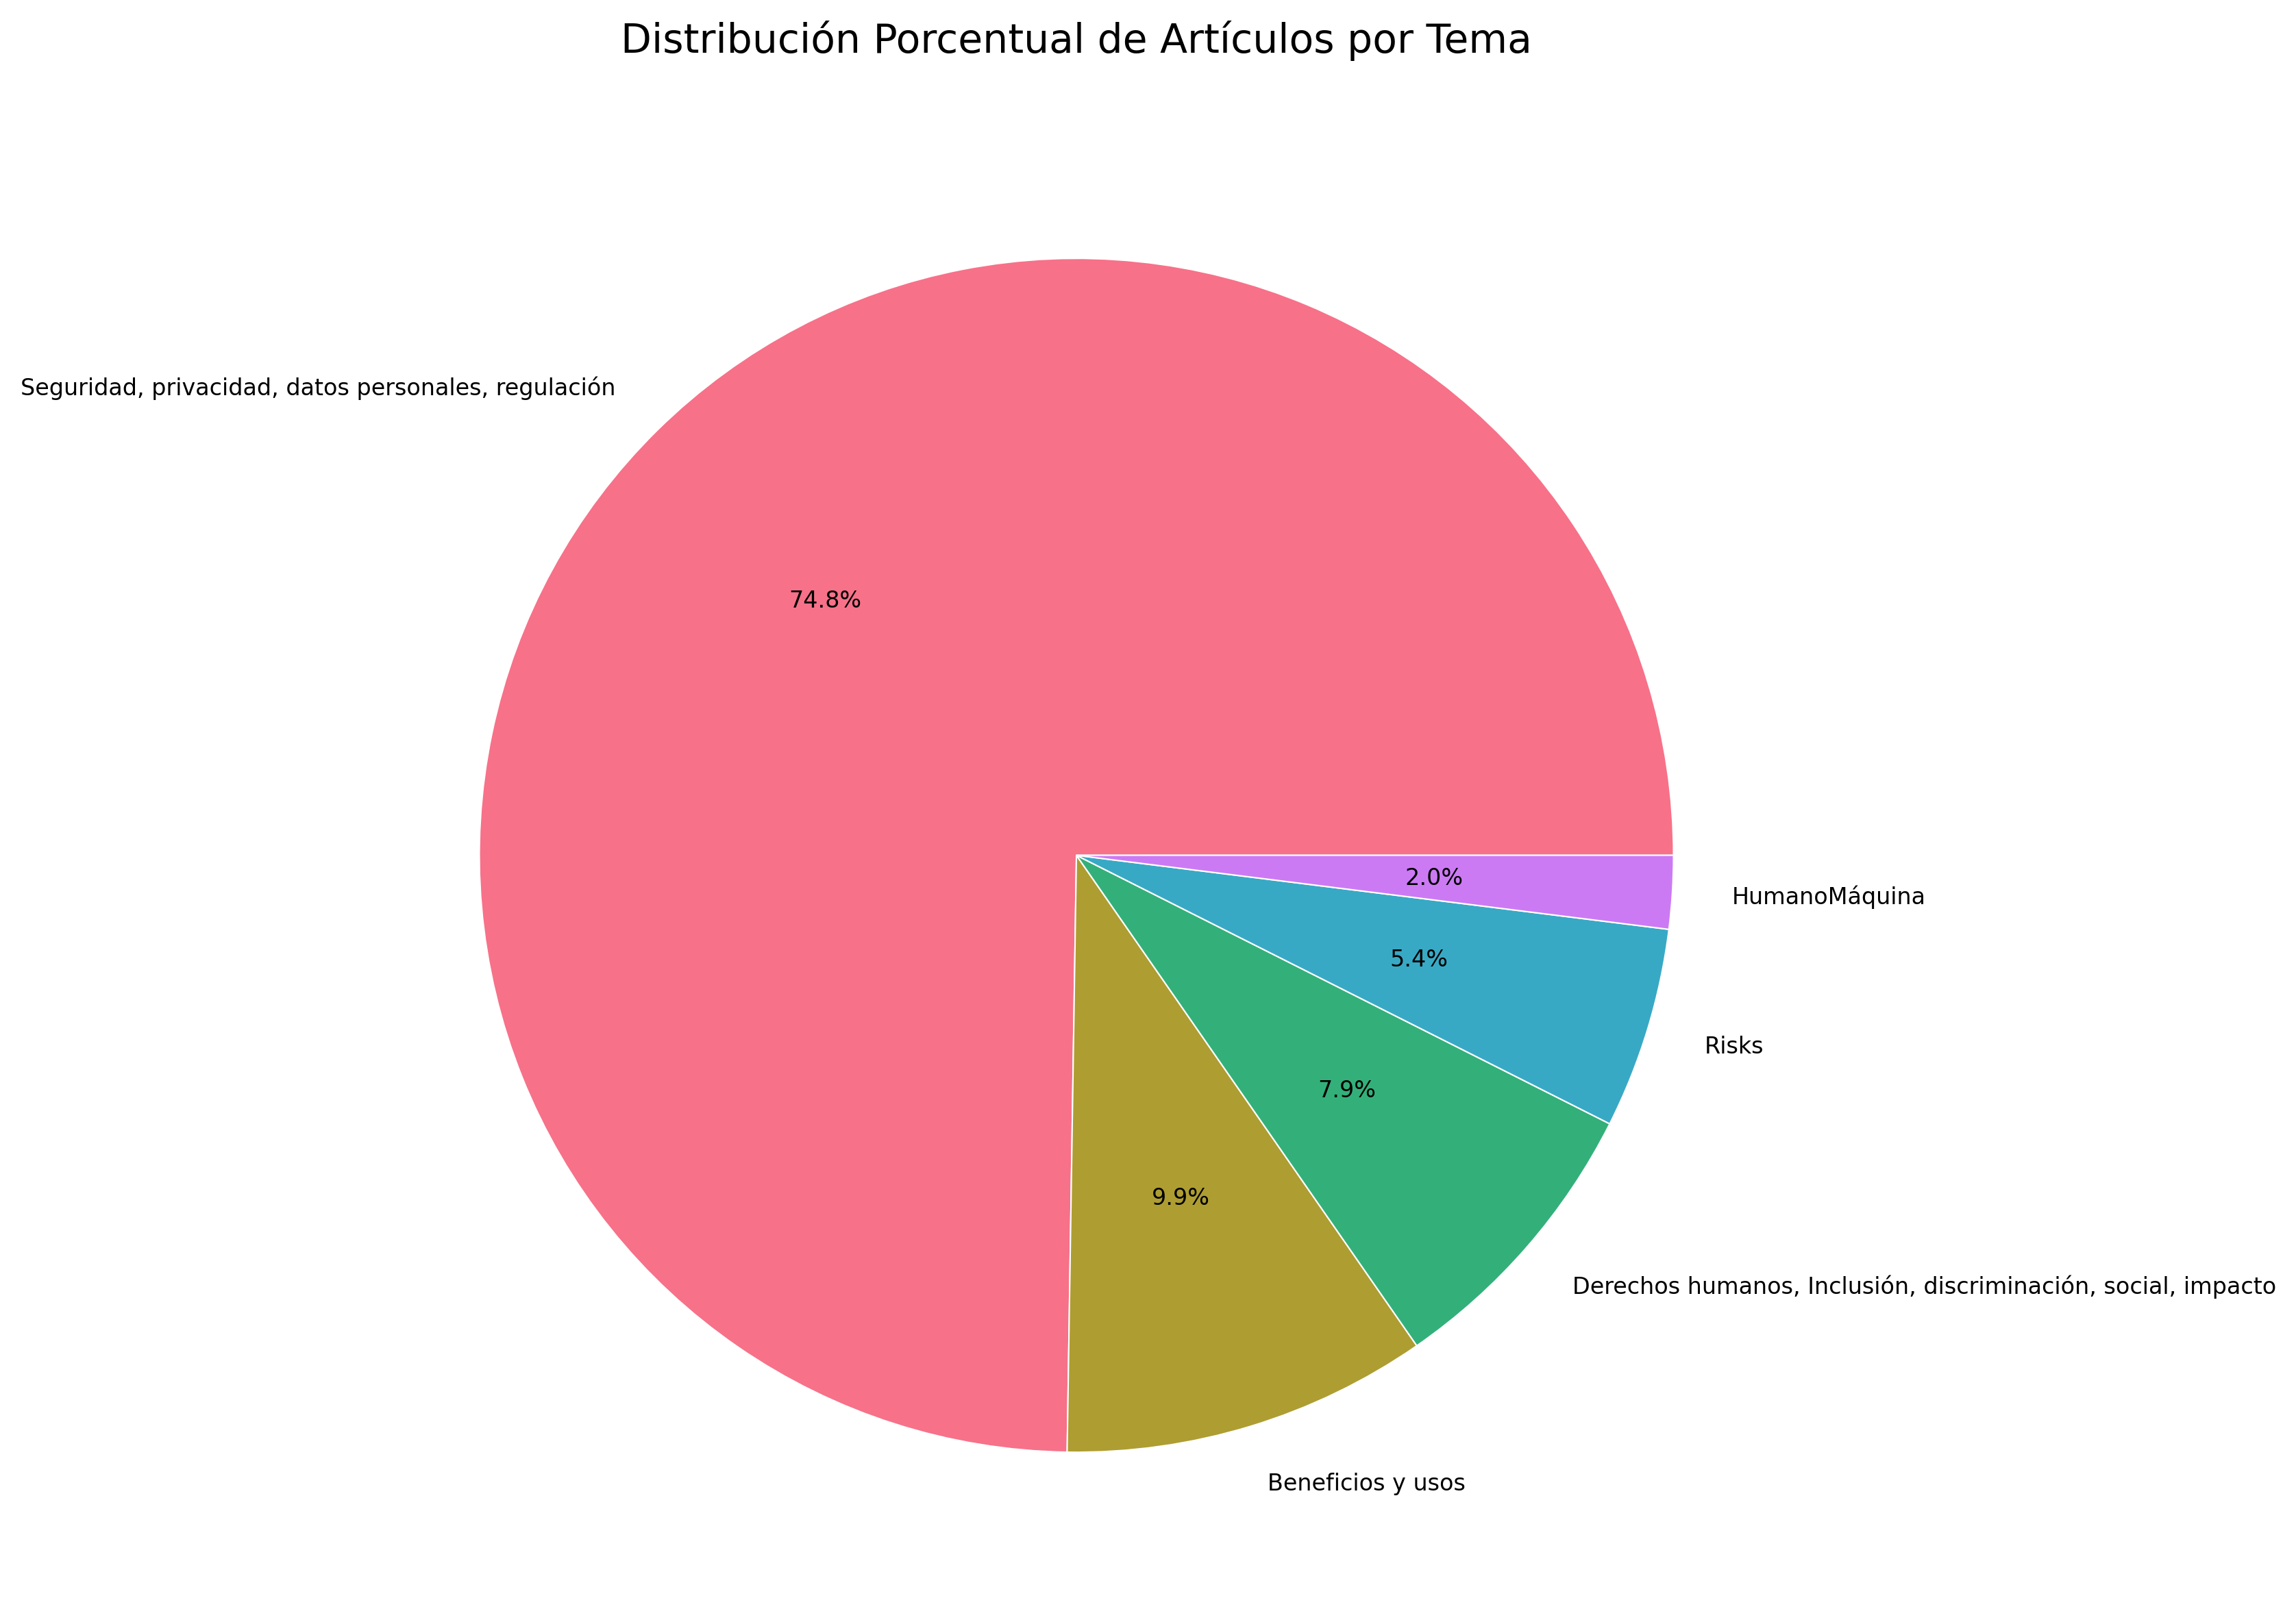 Distribución Porcentual de Artículos por Tema
Seguridad, privacidad, datos personales, regulación
74.8%
2.0%
HumanoMáquina
5.4%
Risks
7.9%
Derechos humanos, Inclusión, discriminación, social, impacto
9.9%
Beneficios y usos